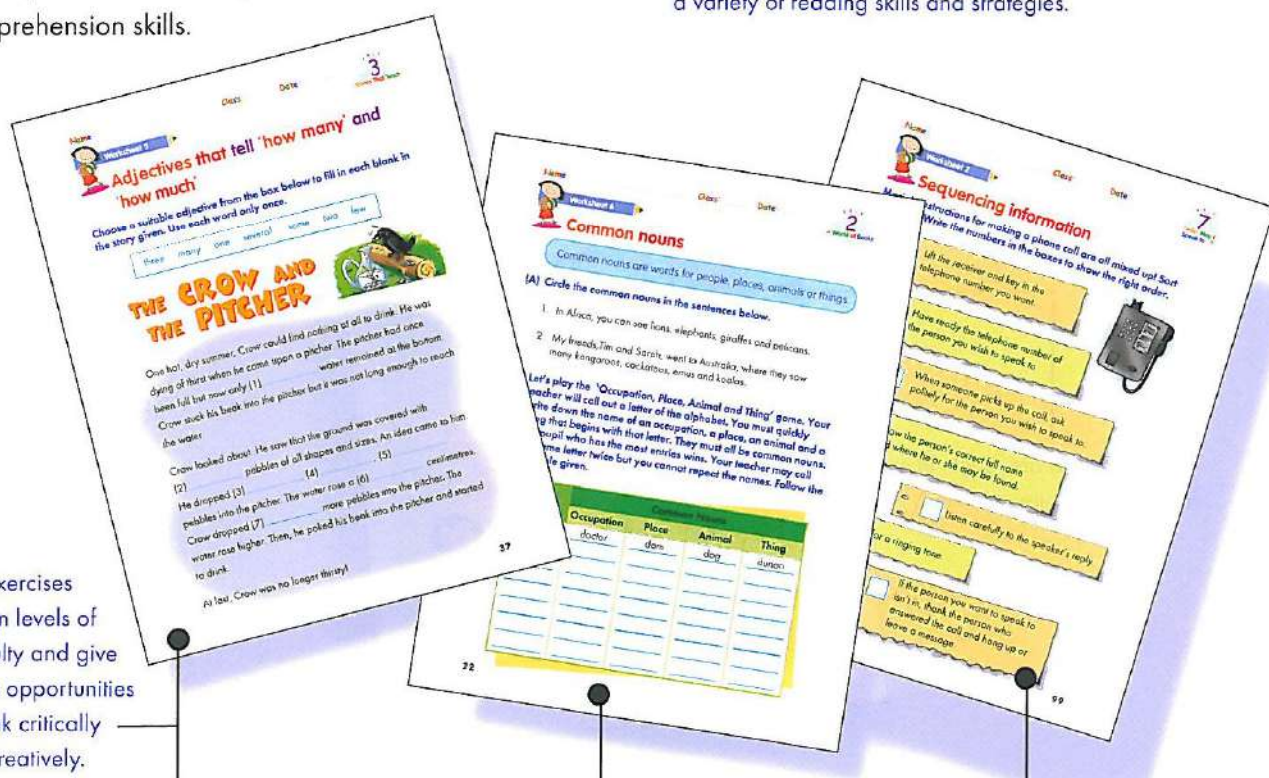 prehension skills.
a variety of reading skills and strategies.
Name
Class
Date
3
Worksheet 5
Adjectives that tell 'how many' and
'how much'
Choose a suitable adjective from the box below to fill in each blank in
the story given. Use each word only once.
three many one several some two few
THE CROW AND
THE PITCHER
One hot, dry summer, Crow could find nothing at all to drink. He was
dying of thirst when he came upon a pitcher. The pitcher had once
been full but now only (1) water remained at the bottom.
Crow stuck his beak into the pitcher but it was not long enough to reach
the water.
Crow looked about. He saw that the ground was covered with
(2) pebbles of all shapes and sizes. An idea came to him.
He dropped (3) , (4) , (5)
pebbles into the pitcher. The water rose a (6) centimetres.
Crow dropped (7) more pebbles into the pitcher. The
water rose higher. Then, he poked his beak into the pitcher and started
to drink.
At last, Crow was no longer thirsty!
37
Name
Class
Date
2
Worksheet 6
Common nouns
Common nouns are words for people, places, animals or things.
(A) Circle the common nouns in the sentences below.
1. In Africa, you can see lions, elephants, giraffes and pelicans.
2. My friends, Tim and Sarah, went to Australia, where they saw
many kangaroos, cockatoos, emus and koalas.
Let's play the 'Occupation, Place, Animal and Thing' game. Your
teacher will call out a letter of the alphabet. You must quickly
write down the name of an occupation, a place, an animal and a
that begins with that letter. They must all be common nouns.
pupil who has the most entries wins. Your teacher may call
same letter twice but you cannot repeat the names. Follow the
given.
Common Nouns
Occupation Place Animal Thing
doctor dam dog durian
22
Name
Class
Date
7
Worksheet 2
Sequencing information
instructions for making a phone call are all mixed up! Sort
Write the numbers in the boxes to show the right order.
Lift the receiver and key in the
telephone number you want.
Have ready the telephone number of
the person you wish to speak to.
When someone picks up the call, ask
politely for the person you wish to speak to.
the person's correct full name
where he or she may be found.
Listen carefully to the speaker's reply.
or a ringing tone.
If the person you want to speak to
isn't in, thank the person who
answered the call and hang up or
leave a message.
99
exercises
levels of
and give
opportunities
critically
creatively.